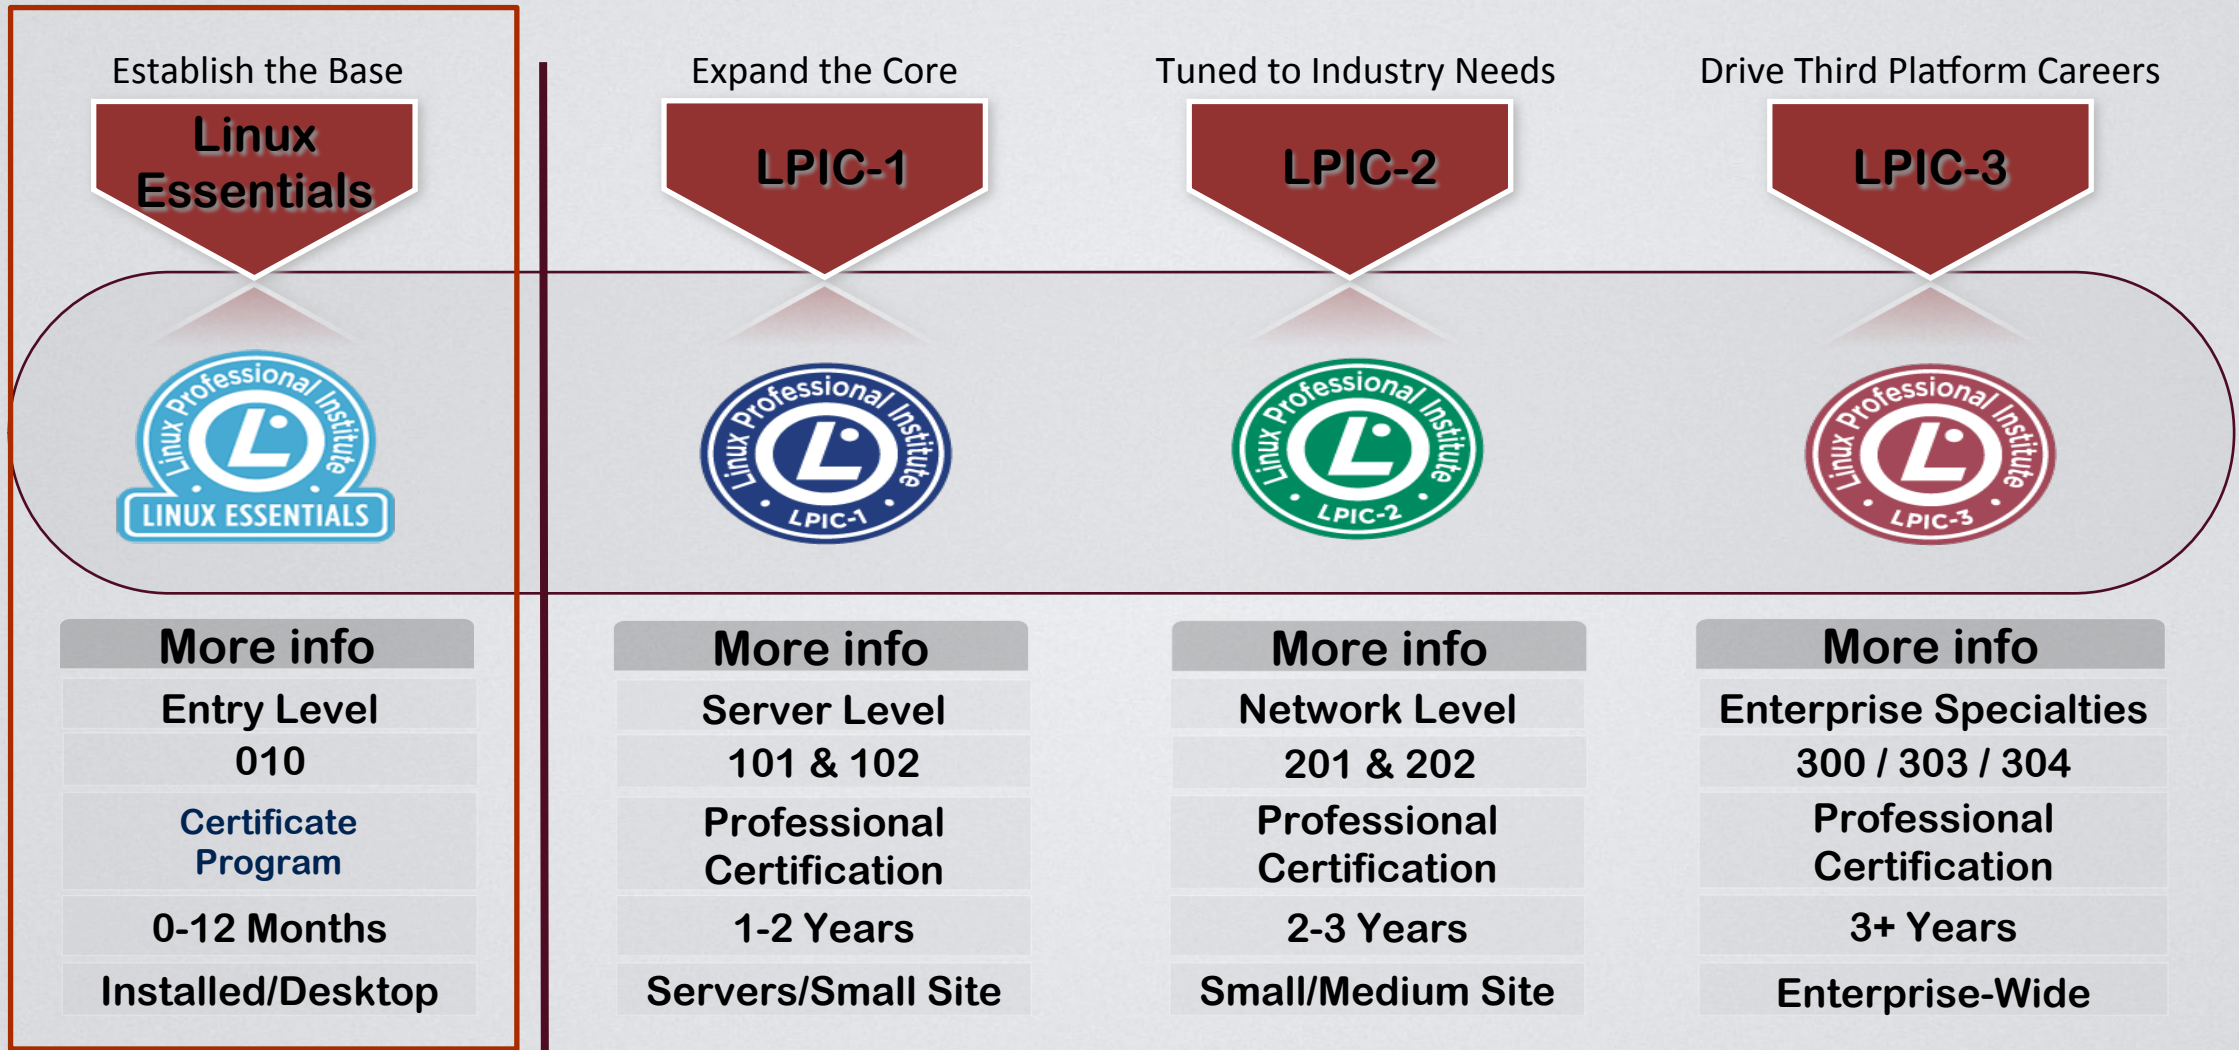 Establish the Base
Linux
Essentials
Linux Professional Institute
LINUX ESSENTIALS
More info
Entry Level
010
Certificate
Program
0-12 Months
Installed/Desktop
Expand the Core
LPIC-1
Linux Professional Institute
LPIC-1
More info
Server Level
101 & 102
Professional
Certification
1-2 Years
Servers/Small Site
Tuned to Industry Needs
LPIC-2
Linux Professional Institute
LPIC-2
More info
Network Level
201 & 202
Professional
Certification
2-3 Years
Small/Medium Site
Drive Third Platform Careers
LPIC-3
Linux Professional Institute
LPIC-3
More info
Enterprise Specialties
300 / 303 / 304
Professional
Certification
3+ Years
Enterprise-Wide